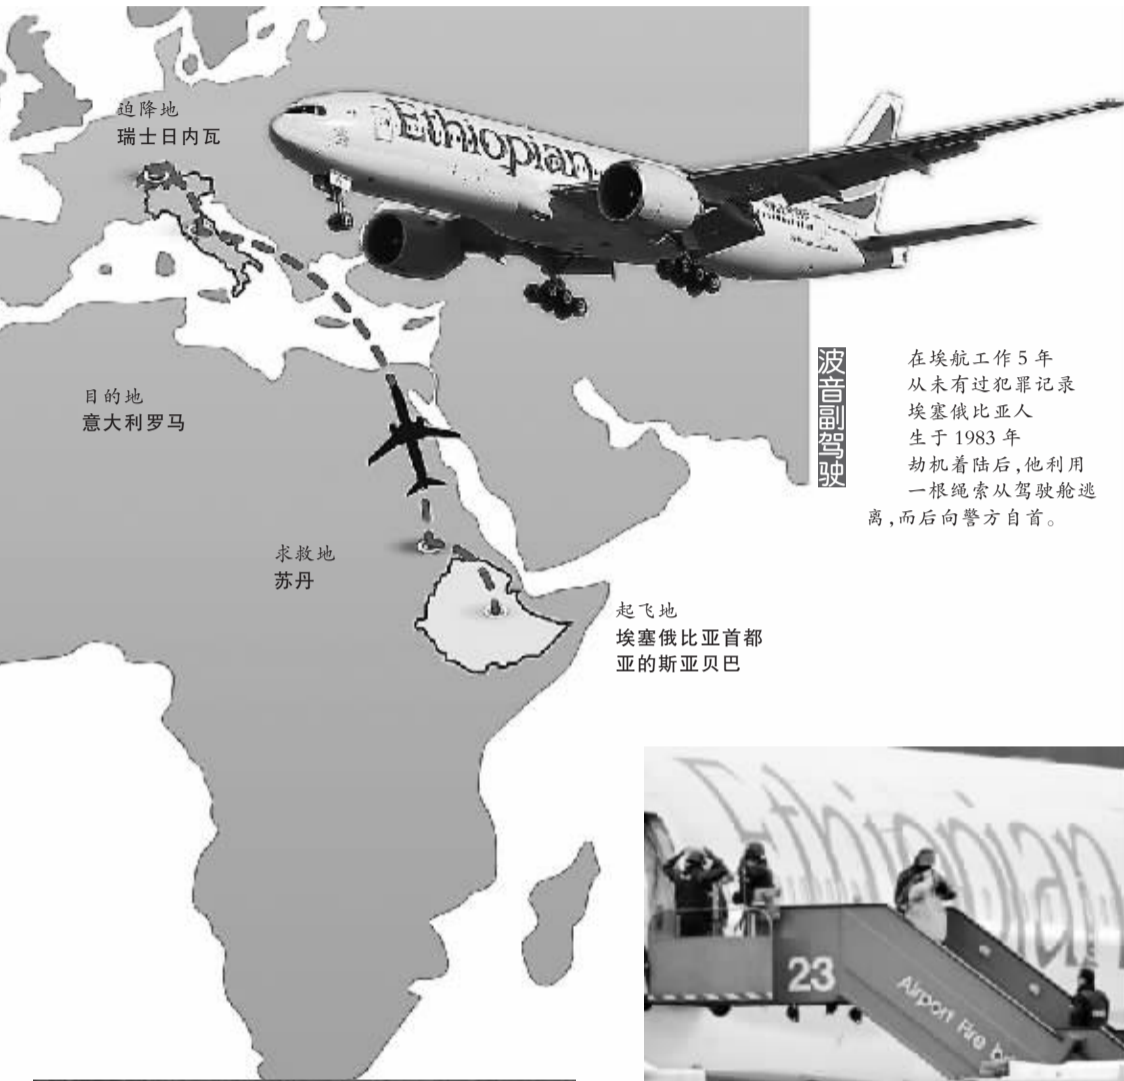 迫降地
瑞士日内瓦
Ethiopian
目的地
意大利罗马
求救地
苏丹
起飞地
埃塞俄比亚首都
亚的斯亚贝巴
波音副驾驶
在埃航工作5年
从未有过犯罪记录
埃塞俄比亚人
生于1983年
劫机着陆后,他利用
一根绳索从驾驶舱逃
离,而后向警方自首。
Ethiopian
23
Airport Fire